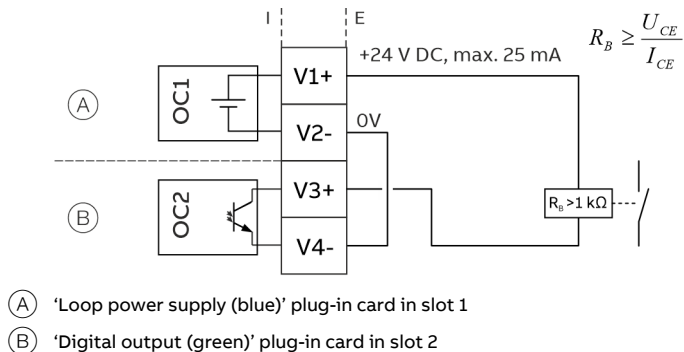 I E
+24 V DC, max. 25 mA
R_B ≥ U_CE / I_CE
OC1
V1+
A
V2-
0V
OC2
V3+
B
R_B >1 kΩ
V4-
A 'Loop power supply (blue)' plug-in card in slot 1
B 'Digital output (green)' plug-in card in slot 2